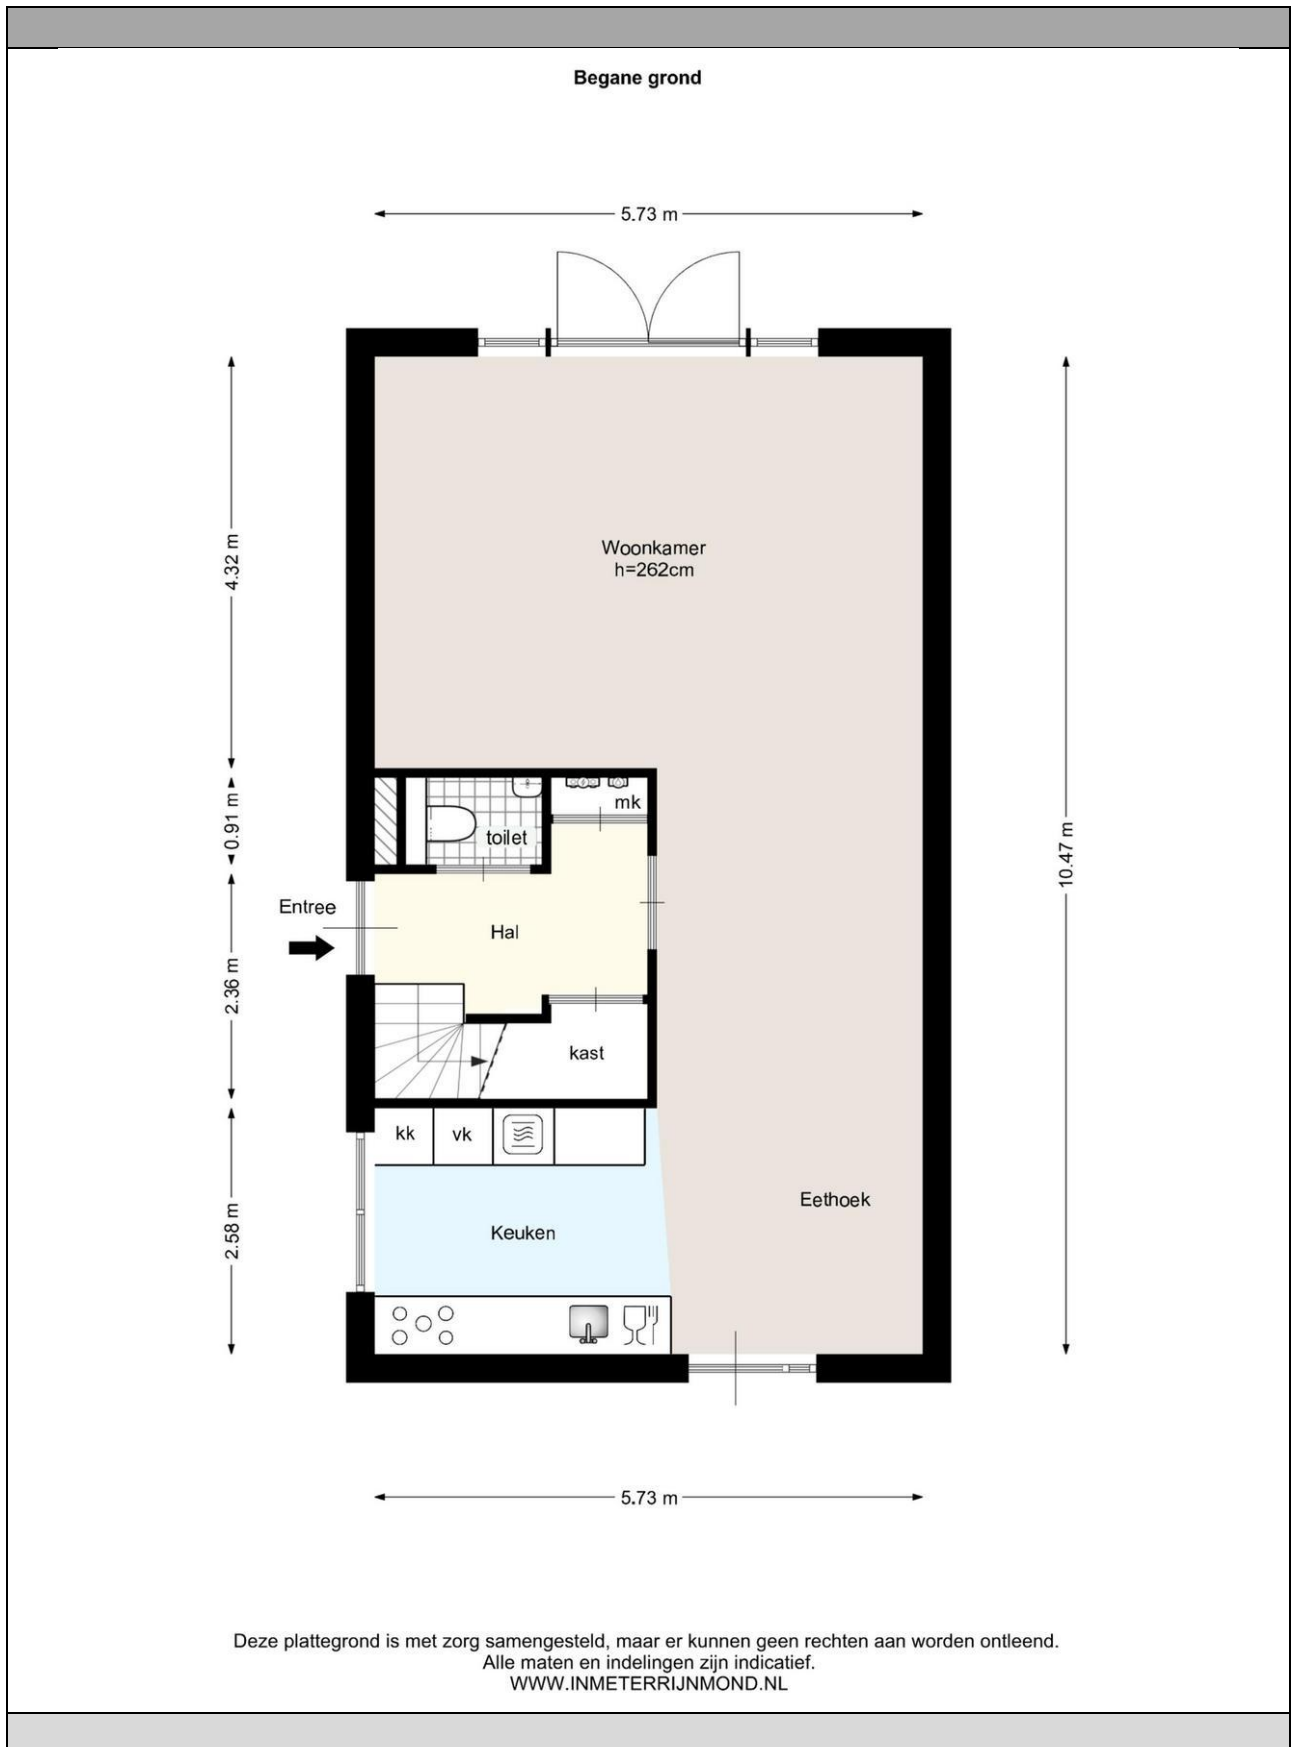 Begane grond
5.73 m
Woonkamer
h=262cm
4.32 m
mk
toilet
0.91 m
10.47 m
Entree
Hal
2.36 m
kast
kk
vk
Eethoek
Keuken
2.58 m
5.73 m
Deze plattegrond is met zorg samengesteld, maar er kunnen geen rechten aan worden ontleend.
Alle maten en indelingen zijn indicatief.
WWW.INMETERRIJNMOND.NL